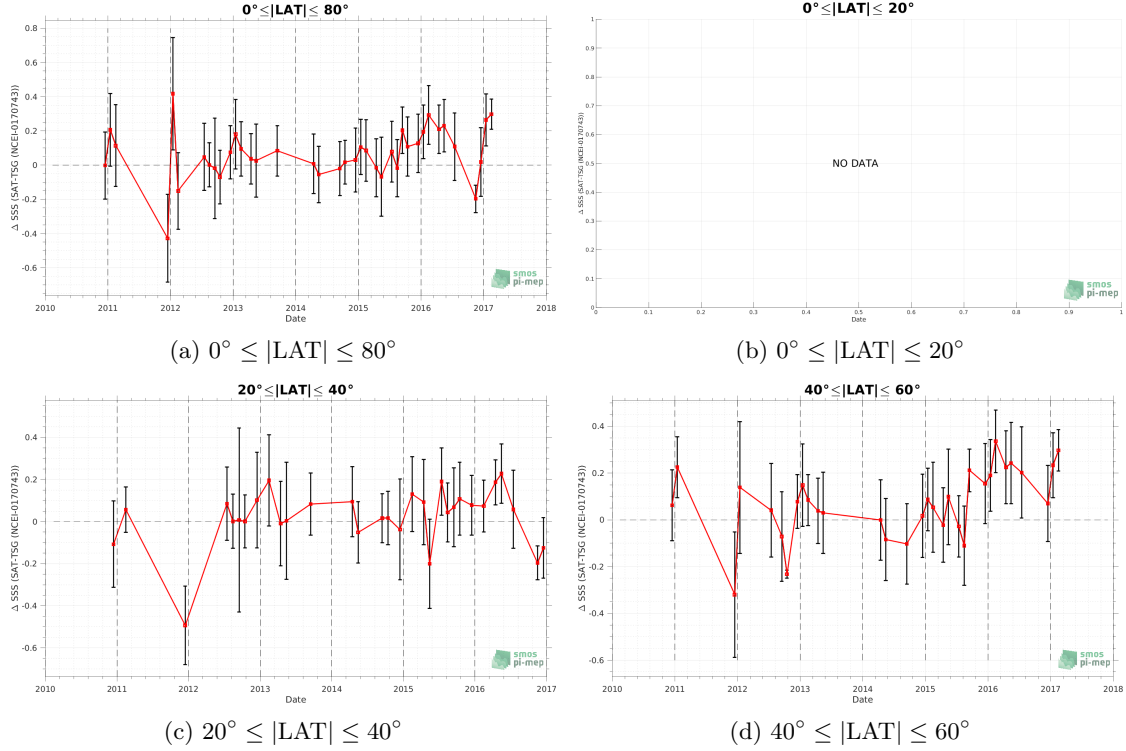 0°≤|LAT|≤ 80°
Δ SSS (SAT-TSG (NCEI-0170743))
0.8
0.6
0.4
0.2
0
-0.2
-0.4
-0.6
2010 2011 2012 2013 2014 2015 2016 2017 2018
Date
smos
pi-mep
(a) 0° ≤ |LAT| ≤ 80°
0°≤|LAT|≤ 20°
Δ SSS (SAT-TSG (NCEI-0170743))
1
0.9
0.8
0.7
0.6
0.5
0.4
0.3
0.2
0.1
0
NO DATA
0 0.1 0.2 0.3 0.4 0.5 0.6 0.7 0.8 0.9 1
Date
smos
pi-mep
(b) 0° ≤ |LAT| ≤ 20°
20°≤|LAT|≤ 40°
Δ SSS (SAT-TSG (NCEI-0170743))
0.4
0.2
0
-0.2
-0.4
-0.6
2010 2011 2012 2013 2014 2015 2016 2017
Date
smos
pi-mep
(c) 20° ≤ |LAT| ≤ 40°
40°≤|LAT|≤ 60°
Δ SSS (SAT-TSG (NCEI-0170743))
0.4
0.2
0
-0.2
-0.4
-0.6
2010 2011 2012 2013 2014 2015 2016 2017 2018
Date
smos
pi-mep
(d) 40° ≤ |LAT| ≤ 60°